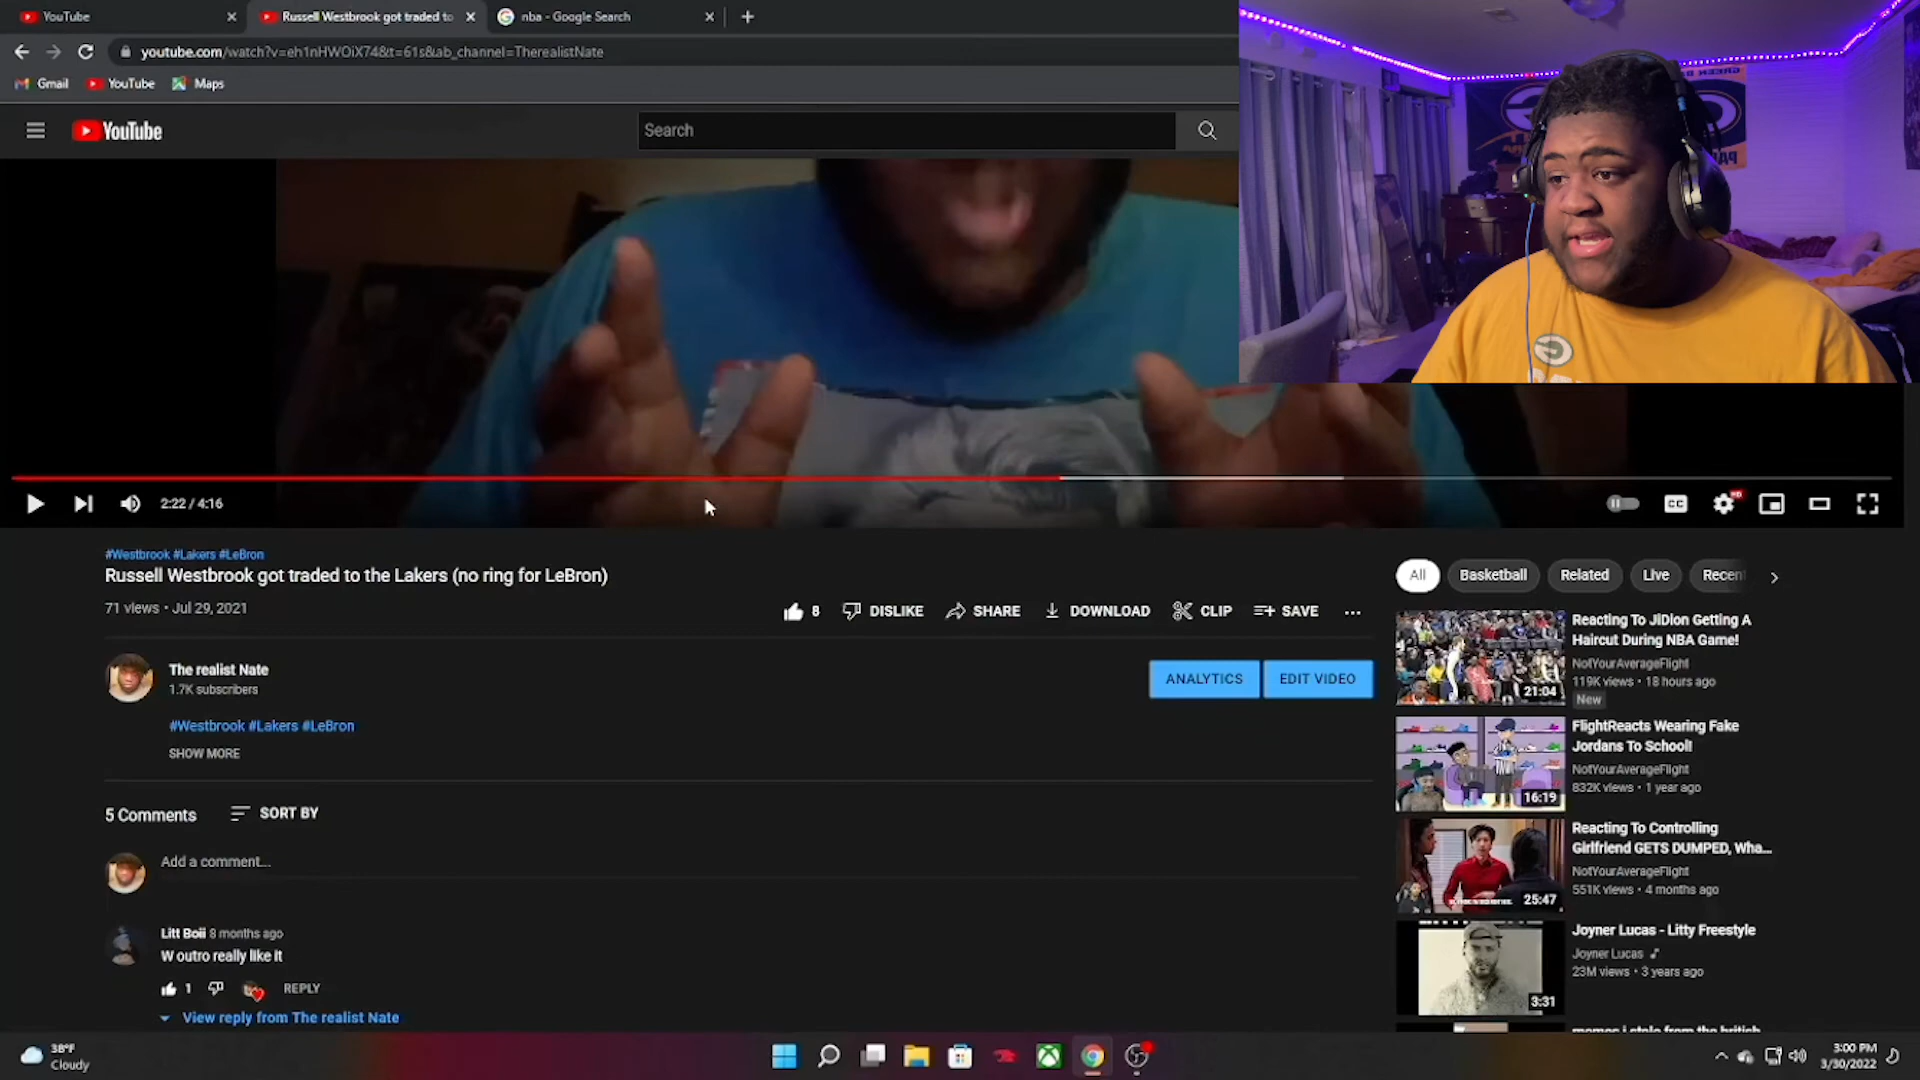 YouTube
Russell Westbrook got traded to
nba - Google Search
youtube.com/watch?v=eh1nHWOiX74&t=61s&ab_channel=TherealistNate
Gmail
YouTube
Maps
YouTube
Search
2:22 / 4:16
CC
HD
#Westbrook #Lakers #LeBron
Russell Westbrook got traded to the Lakers (no ring for LeBron)
71 views • Jul 29, 2021
8
DISLIKE
SHARE
DOWNLOAD
CLIP
SAVE
The realist Nate
1.7K subscribers
ANALYTICS
EDIT VIDEO
#Westbrook #Lakers #LeBron
SHOW MORE
5 Comments
SORT BY
Add a comment...
Litt Boii 8 months ago
W outro really like it
1
REPLY
View reply from The realist Nate
All
Basketball
Related
Live
Recent
Reacting To JiDion Getting A
Haircut During NBA Game!
NotYourAverageFlight
119K views • 18 hours ago
New
21:04
FlightReacts Wearing Fake
Jordans To School!
NotYourAverageFlight
832K views • 1 year ago
16:19
Reacting To Controlling
Girlfriend GETS DUMPED, Wha...
NotYourAverageFlight
551K views • 4 months ago
25:47
Joyner Lucas - Litty Freestyle
Joyner Lucas
23M views • 3 years ago
3:31
memes i stole from the british
38°F
Cloudy
3:00 PM
3/30/2022